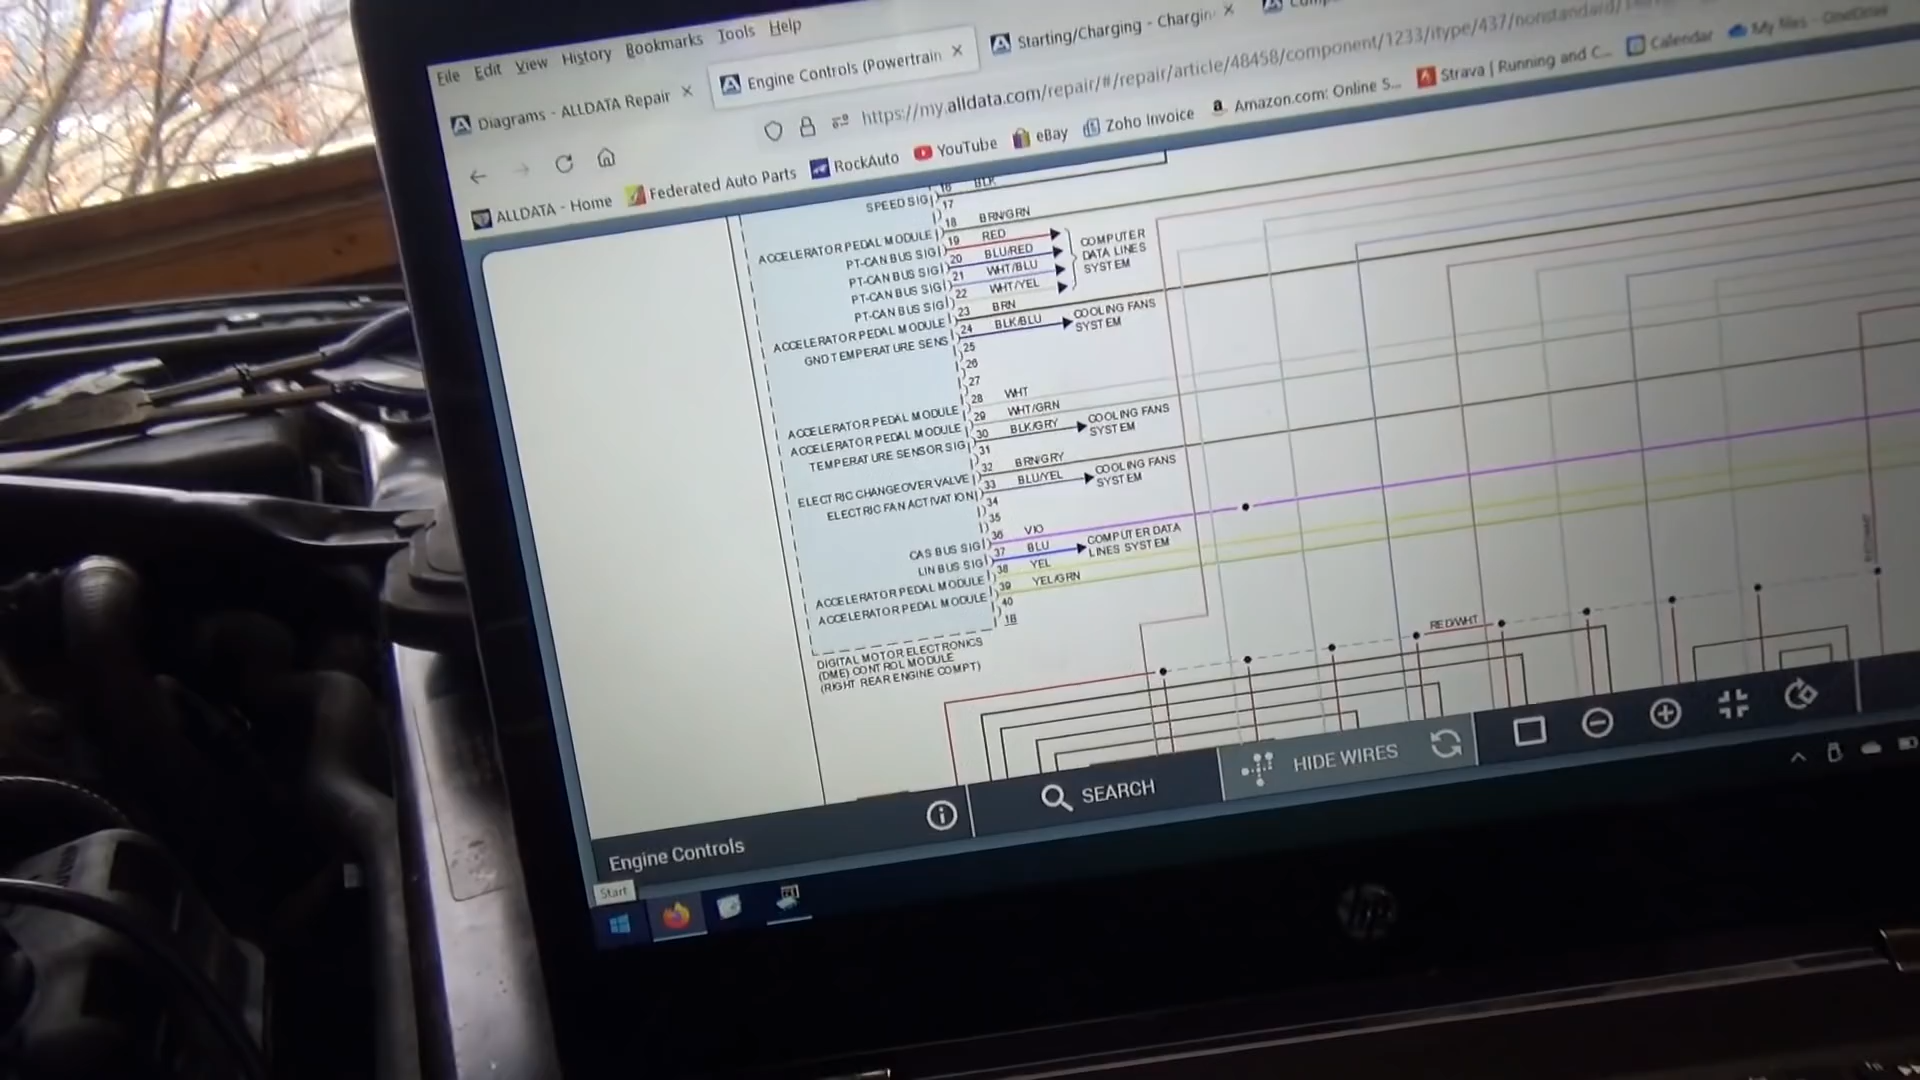 File Edit View History Bookmarks Tools Help
Diagrams - ALLDATA Repair
Engine Controls (Powertrain
Starting/Charging - Chargin
https://my.alldata.com/repair/#/repair/article/48458/component/1233/itype/437/nonstandard/
ALLDATA - Home Federated Auto Parts RockAuto YouTube eBay Zoho Invoice Amazon.com: Online S... Strava | Running and C... Calendar My files - OneDrive
16 BLK
SPEED SIG 17
18 BRN/GRN
ACCELERATOR PEDAL MODULE 19 RED
PT-CAN BUS SIG 20 BLU/RED
PT-CAN BUS SIG 21 WHT/BLU
PT-CAN BUS SIG 22 WHT/YEL
PT-CAN BUS SIG 23 BRN
COMPUTER
DATA LINES
SYSTEM
ACCELERATOR PEDAL MODULE 24 BLK/BLU
GND TEMPERATURE SENS 25
COOLING FANS
SYSTEM
26
27
28 WHT
ACCELERATOR PEDAL MODULE 29 WHT/GRN
ACCELERATOR PEDAL MODULE 30 BLK/GRY
TEMPERATURE SENSOR SIG 31
COOLING FANS
SYSTEM
32 BRN/GRY
ELECTRIC CHANGEOVER VALVE 33 BLU/YEL
ELECTRIC FAN ACTIVATION 34
COOLING FANS
SYSTEM
35
36 VIO
CAS BUS SIG 37 BLU
LIN BUS SIG 38 YEL
COMPUTER DATA
LINES SYSTEM
ACCELERATOR PEDAL MODULE 39 YEL/GRN
ACCELERATOR PEDAL MODULE 40
1B
DIGITAL MOTOR ELECTRONICS
(DME) CONTROL MODULE
(RIGHT REAR ENGINE COMPT)
RED/WHT
SEARCH
HIDE WIRES
Engine Controls
Start
hp